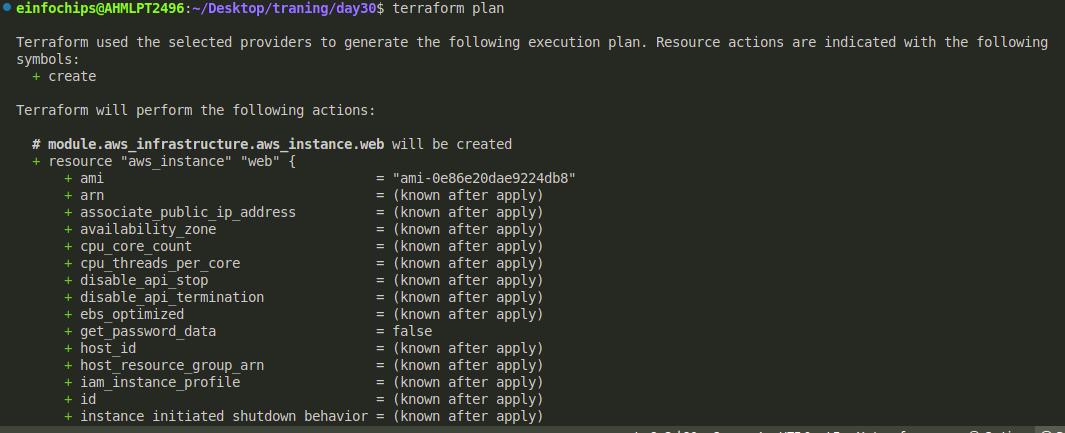 einfochips@AHMLPT2496:~/Desktop/traning/day30$ terraform plan
Terraform used the selected providers to generate the following execution plan. Resource actions are indicated with the following
symbols:
+ create
Terraform will perform the following actions:
# module.aws_infrastructure.aws_instance.web will be created
+ resource "aws_instance" "web" {
+ ami = "ami-0e86e20dae9224db8"
+ arn = (known after apply)
+ associate_public_ip_address = (known after apply)
+ availability_zone = (known after apply)
+ cpu_core_count = (known after apply)
+ cpu_threads_per_core = (known after apply)
+ disable_api_stop = (known after apply)
+ disable_api_termination = (known after apply)
+ ebs_optimized = (known after apply)
+ get_password_data = false
+ host_id = (known after apply)
+ host_resource_group_arn = (known after apply)
+ iam_instance_profile = (known after apply)
+ id = (known after apply)
+ instance_initiated_shutdown_behavior = (known after apply)